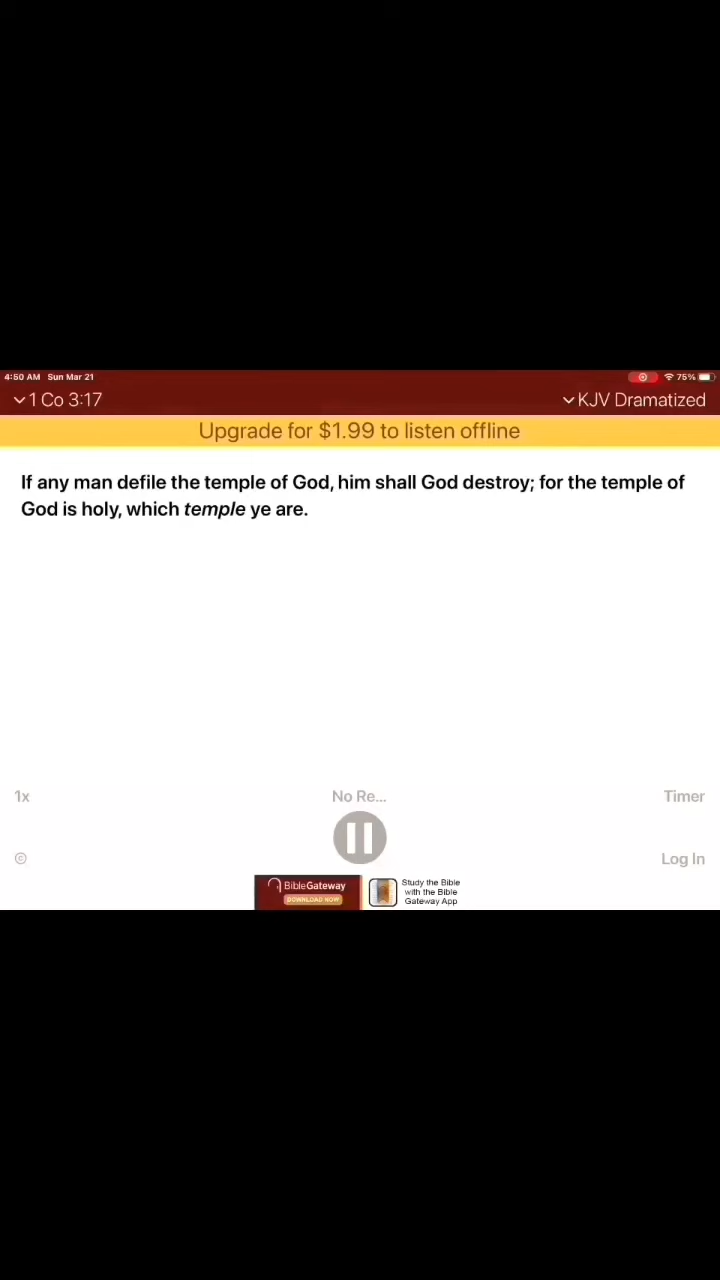 4:50 AM Sun Mar 21
75%
1 Co 3:17
KJV Dramatized
Upgrade for $1.99 to listen offline
If any man defile the temple of God, him shall God destroy; for the temple of
God is holy, which temple ye are.
1x
No Re...
Timer
©
Log In
BibleGateway
DOWNLOAD NOW
Study the Bible
with the Bible
Gateway App